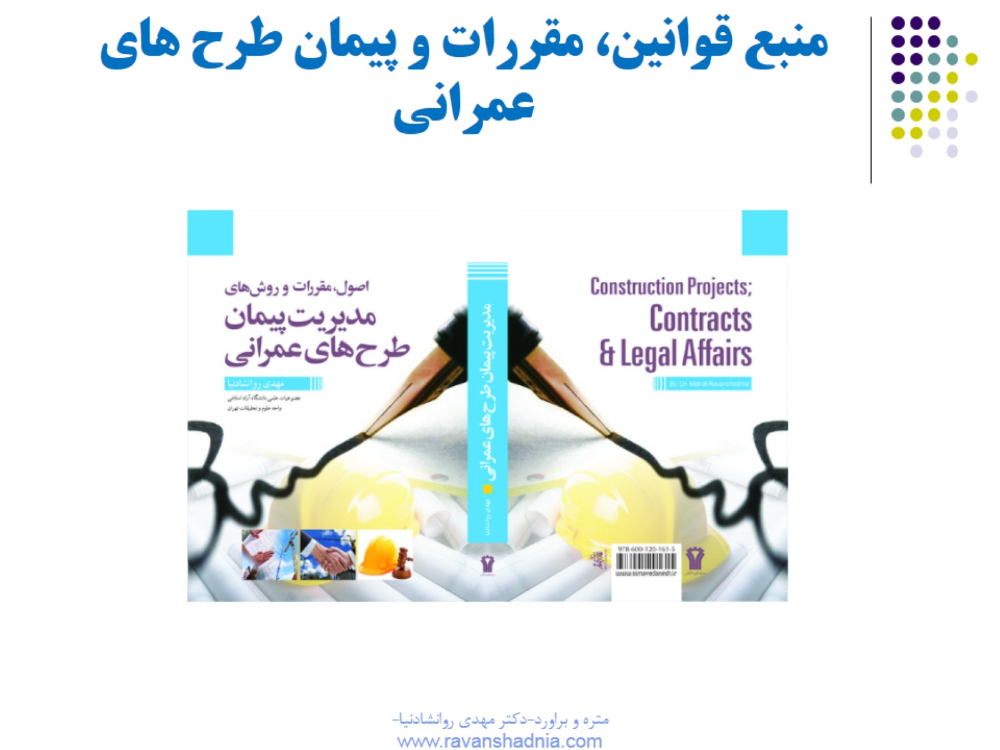 منبع قوانین، مقررات و پیمان طرح های
عمرانی
اصول، مقررات و روش‌های
مدیریت پیمان
طرح‌های عمرانی
مهدی روانشادنیا
عضو هیات علمی دانشگاه آزاد اسلامی
واحد علوم و تحقیقات تهران
مدیریت پیمان طرح‌های عمرانی
مهدی روانشادنیا
Construction Projects;
Contracts
& Legal Affairs
By: Dr. Mehdi Ravanshadnia
978-600-120-161-5
www.simayedanesh.ir
متره و براورد-دکتر مهدی روانشادنیا-
www.ravanshadnia.com